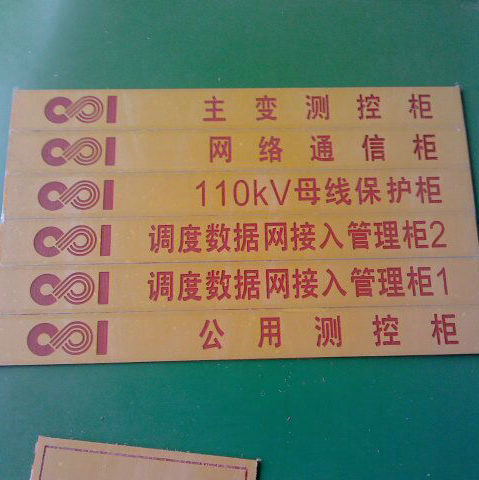 主变测控柜
网络通信柜
110kV母线保护柜
调度数据网接入管理柜2
调度数据网接入管理柜1
公用测控柜